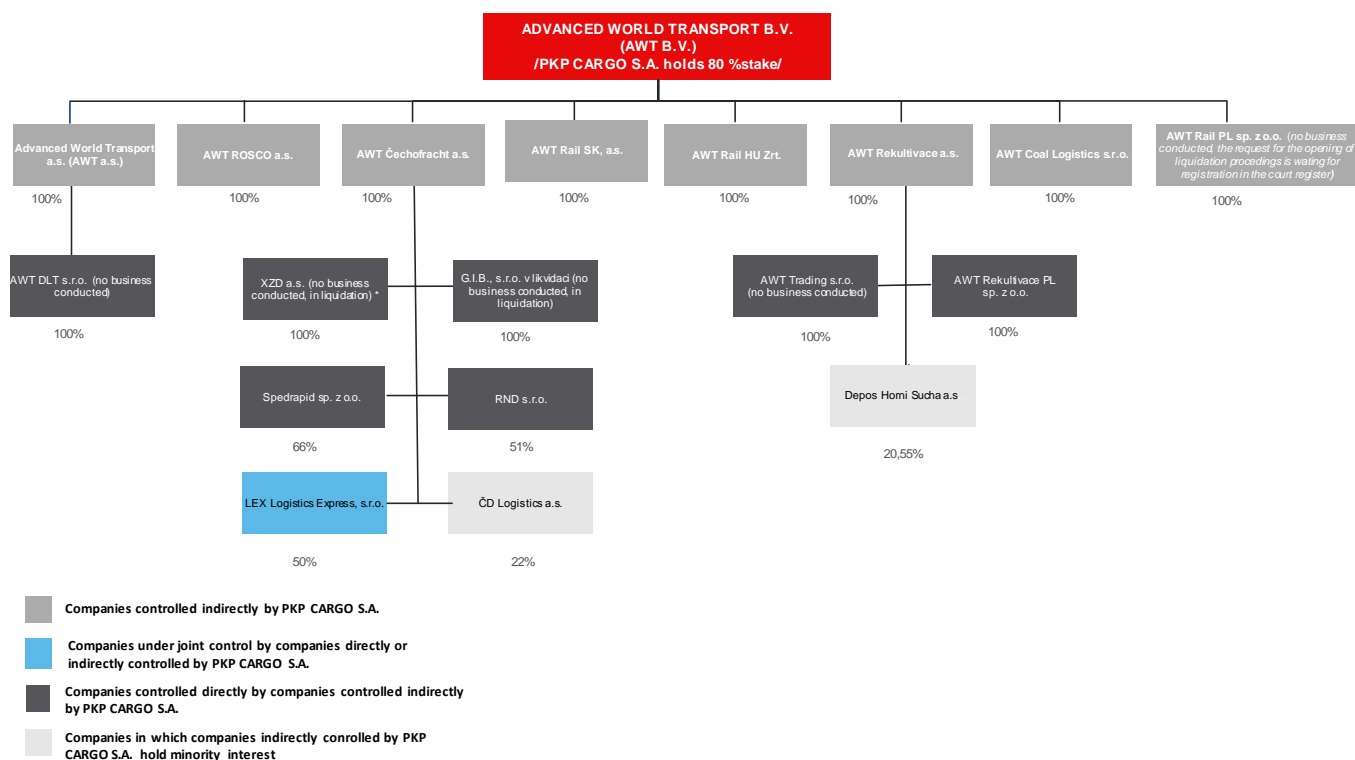 ADVANCED WORLD TRANSPORT B.V.
(AWT B.V.)
/PKP CARGO S.A. holds 80 %stake/
Advanced World Transport
a.s. (AWT a.s.)
100%
AWT ROSCO a.s.
100%
AWT Čechofracht a.s.
100%
AWT Rail SK, a.s.
100%
AWT Rail HU Zrt.
100%
AWT Rekultivace a.s.
100%
AWT Coal Logistics s.r.o.
100%
AWT Rail PL sp. z o.o. (no business
conducted, the request for the opening of
liquidation procedings is wating for
registration in the court register)
100%
AWT DLT s.r.o. (no business
conducted)
100%
XZD a.s. (no business
conducted, in liquidation) *
100%
G.I.B., s.r.o. v likvidaci (no
business conducted, in
liquidation)
100%
AWT Trading s.r.o.
(no business conducted)
100%
AWT Rekultivace PL
sp. z o.o.
100%
Spedrapid sp. z o.o.
66%
RND s.r.o.
51%
Depos Horni Sucha a.s
20,55%
LEX Logistics Express, s.r.o.
50%
ČD Logistics a.s.
22%
Companies controlled indirectly by PKP CARGO S.A.
Companies under joint control by companies directly or
indirectly controlled by PKP CARGO S.A.
Companies controlled directly by companies controlled indirectly
by PKP CARGO S.A.
Companies in which companies indirectly conrolled by PKP
CARGO S.A. hold minority interest